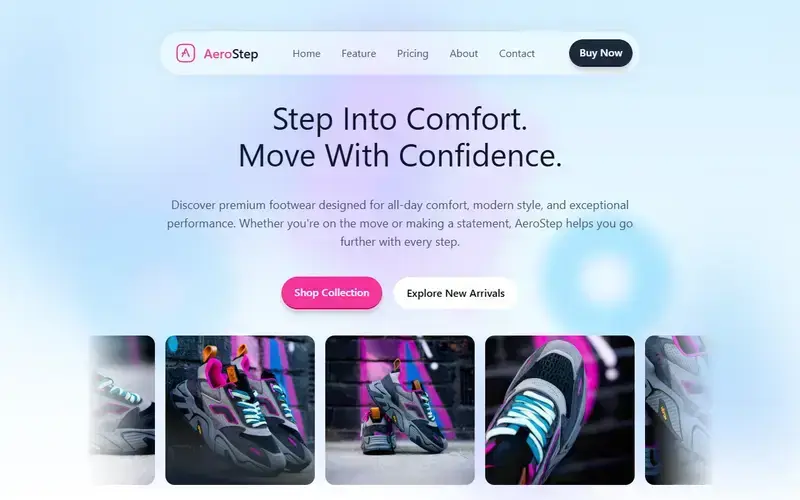 AeroStep
Home
Feature
Pricing
About
Contact
Buy Now
Step Into Comfort.
Move With Confidence.
Discover premium footwear designed for all-day comfort, modern style, and exceptional
performance. Whether you're on the move or making a statement, AeroStep helps you go
further with every step.
Shop Collection
Explore New Arrivals